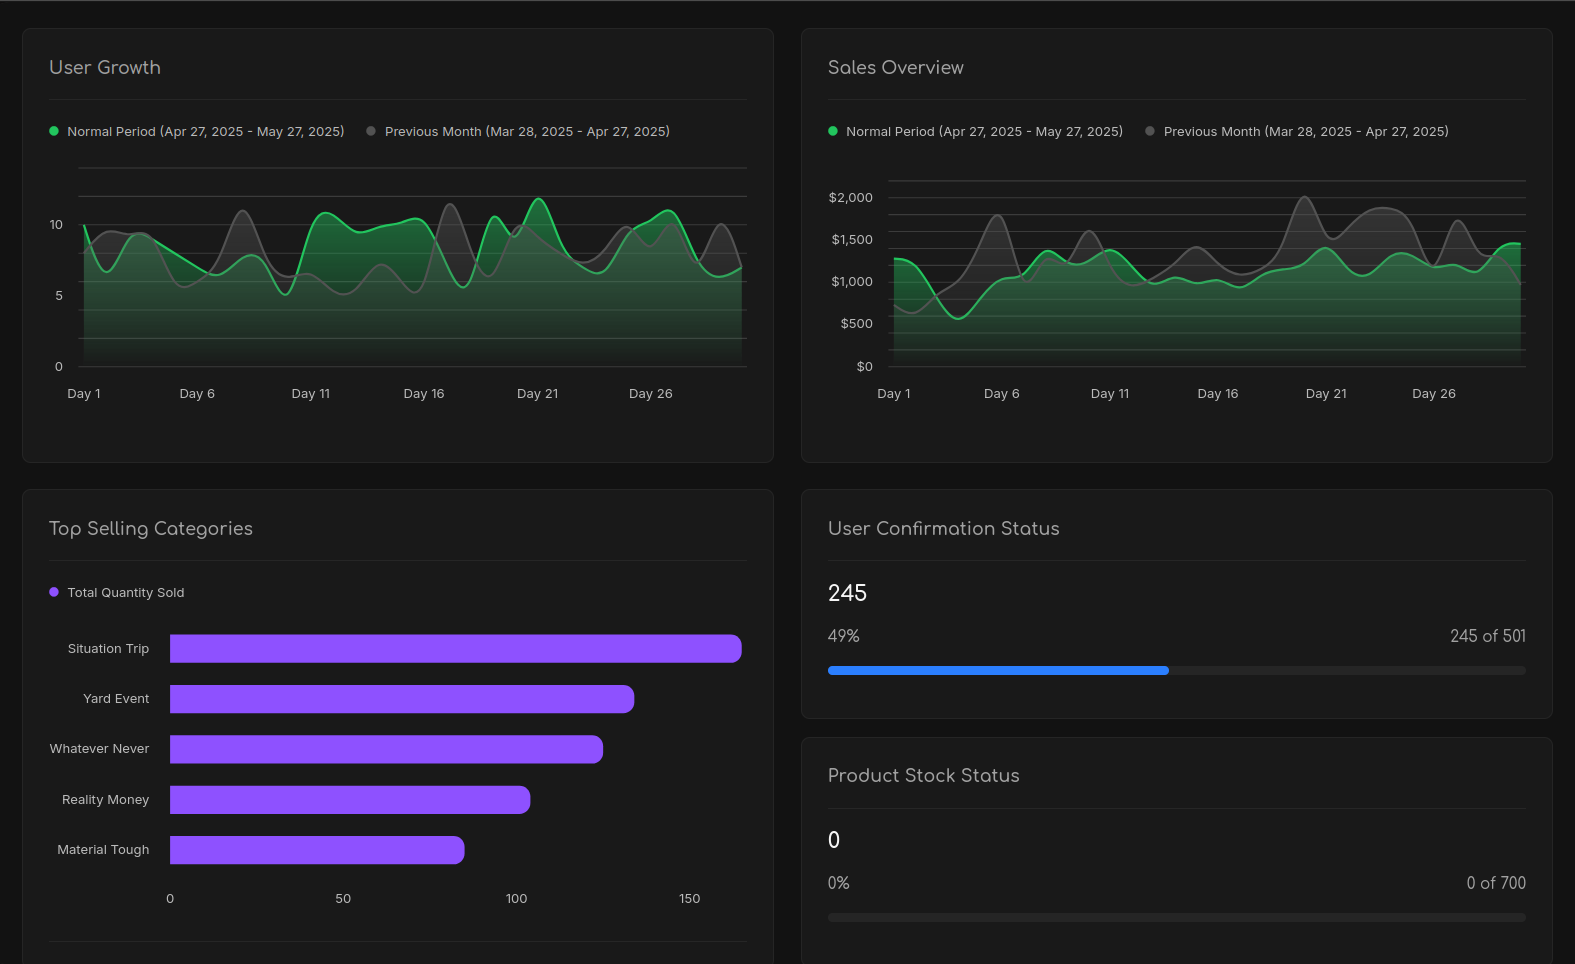 User Growth
Normal Period (Apr 27, 2025 - May 27, 2025) Previous Month (Mar 28, 2025 - Apr 27, 2025)
10
5
0
Day 1 Day 6 Day 11 Day 16 Day 21 Day 26
Sales Overview
Normal Period (Apr 27, 2025 - May 27, 2025) Previous Month (Mar 28, 2025 - Apr 27, 2025)
$2,000
$1,500
$1,000
$500
$0
Day 1 Day 6 Day 11 Day 16 Day 21 Day 26
Top Selling Categories
Total Quantity Sold
Situation Trip
Yard Event
Whatever Never
Reality Money
Material Tough
0 50 100 150
User Confirmation Status
245
49% 245 of 501
Product Stock Status
0
0% 0 of 700